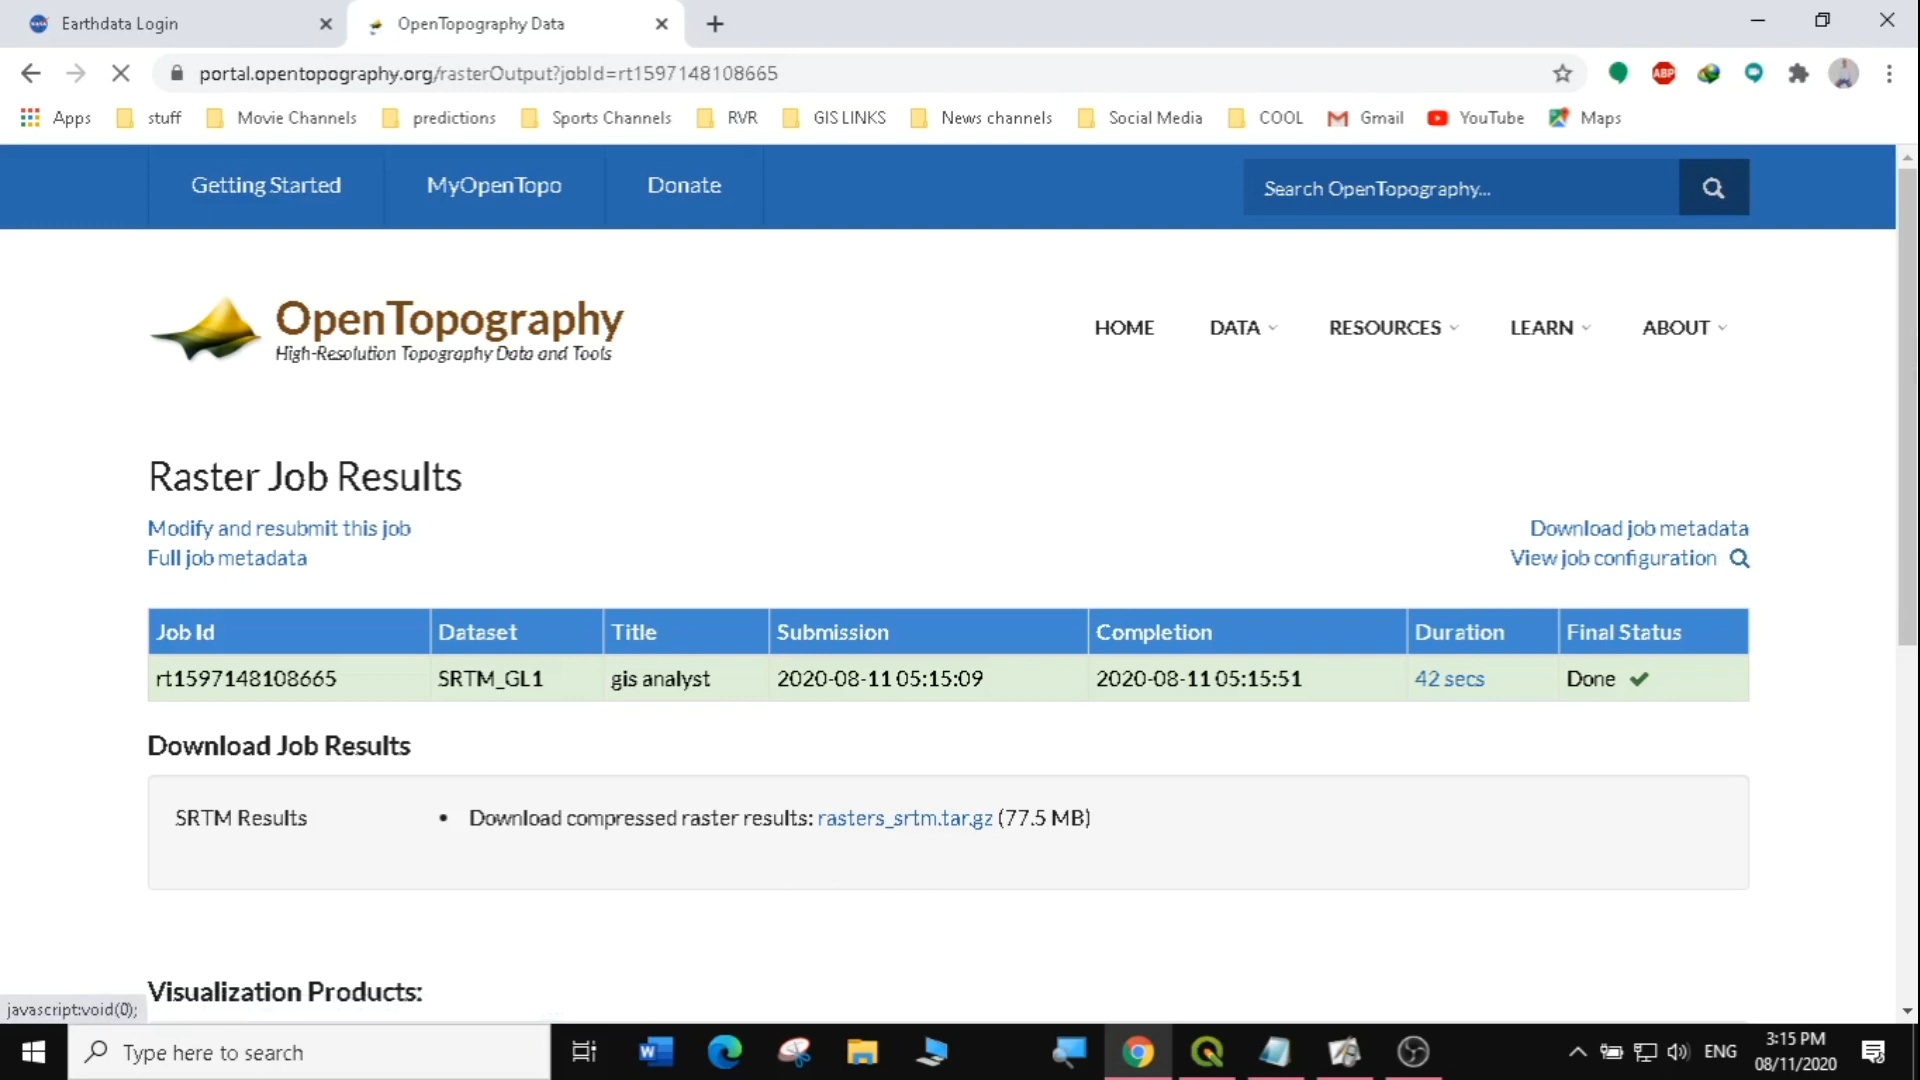 Earthdata Login
OpenTopography Data
portal.opentopography.org/rasterOutput?jobId=rt1597148108665
ABP
Apps stuff Movie Channels predictions Sports Channels RVR GIS LINKS News channels Social Media COOL Gmail YouTube Maps
Getting Started MyOpenTopo Donate Search OpenTopography...
OpenTopography
High-Resolution Topography Data and Tools
HOME DATA RESOURCES LEARN ABOUT
Raster Job Results
Modify and resubmit this job Download job metadata
Full job metadata View job configuration
Job Id Dataset Title Submission Completion Duration Final Status
rt1597148108665 SRTM_GL1 gis analyst 2020-08-11 05:15:09 2020-08-11 05:15:51 42 secs Done
Download Job Results
SRTM Results • Download compressed raster results: rasters_srtm.tar.gz (77.5 MB)
Visualization Products:
javascript:void(0);
Type here to search
ENG
3:15 PM
08/11/2020